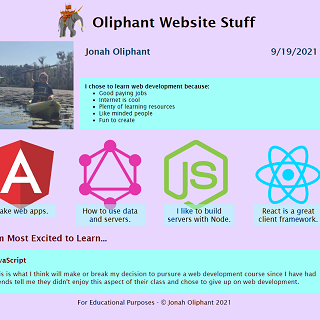 Oliphant Website Stuff
Jonah Oliphant 9/19/2021
I chose to learn web development because:
Good paying jobs
Internet is cool
Plenty of learning resources
Like minded people
Fun to create
A
JS
ake web apps.
How to use data
and servers.
I like to build
servers with Node.
React is a great
client framework.
m Most Excited to Learn...
vaScript
is is what I think will make or break my decision to pursure a web development course since I have had
ends tell me they didn't enjoy this aspect of their class and chose to give up on web development.
For Educational Purposes - © Jonah Oliphant 2021